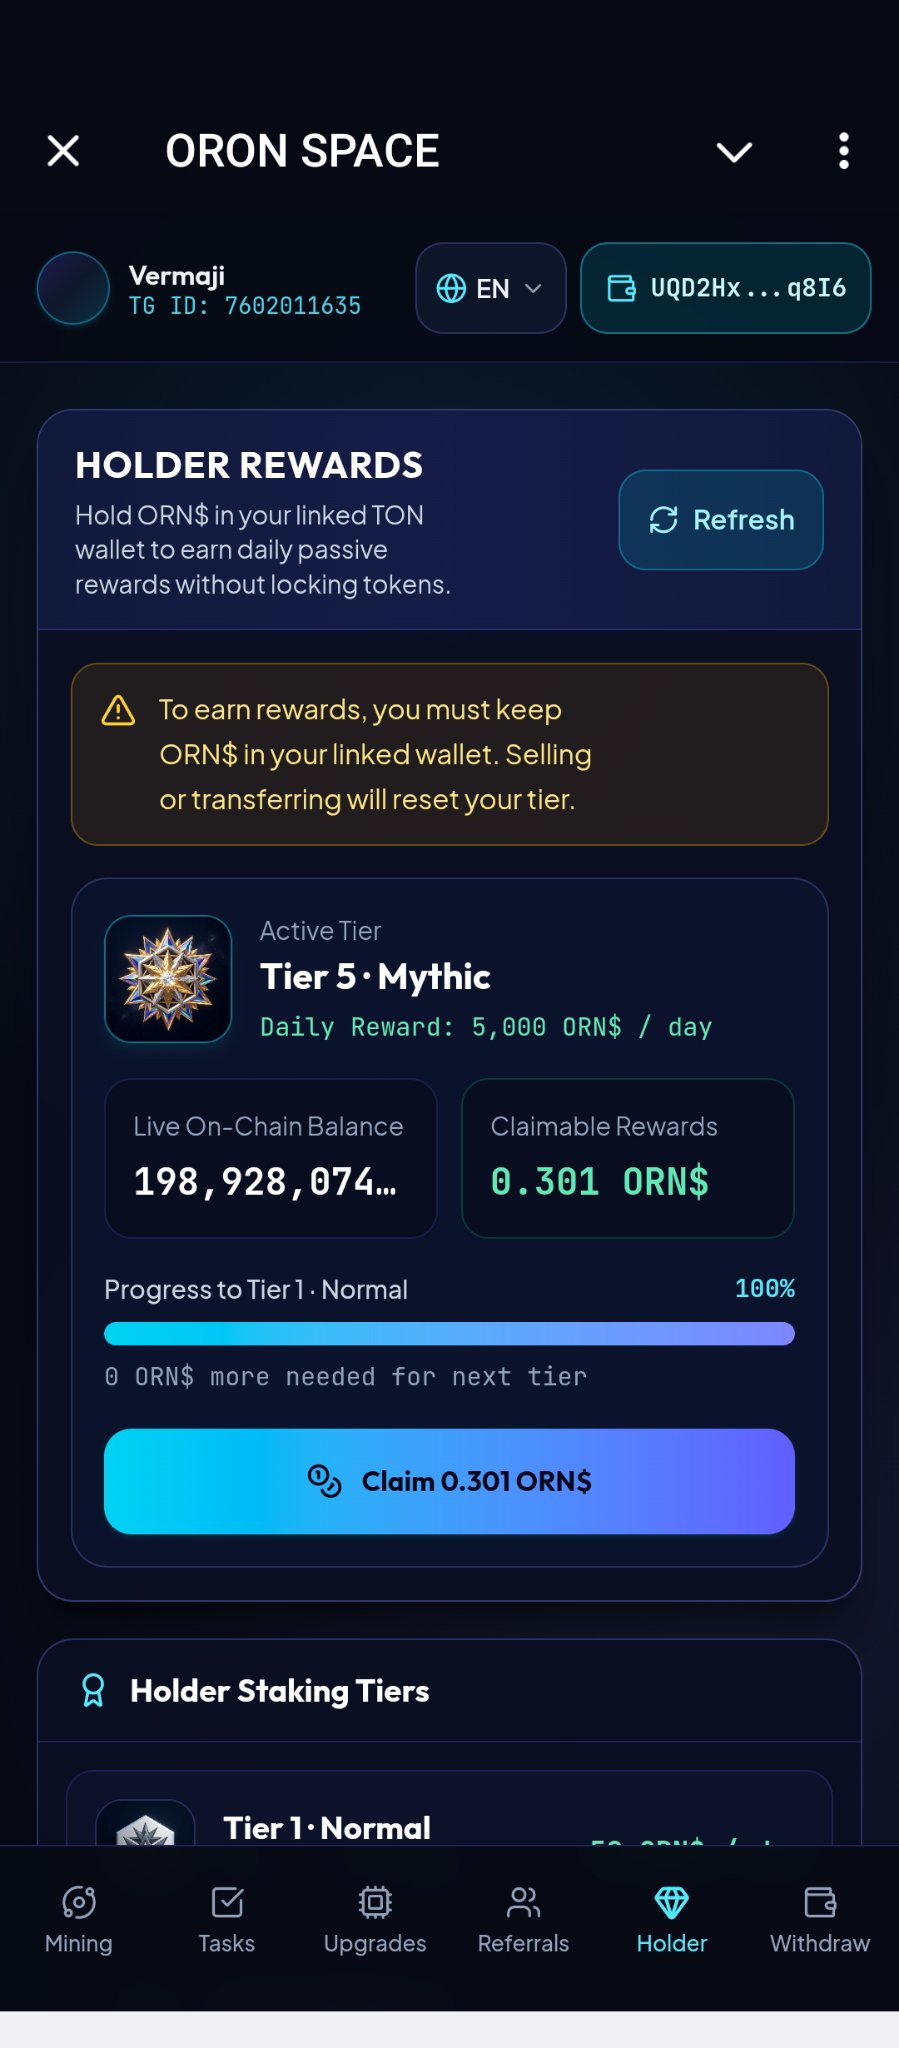 ORON SPACE
Vermaji
TG ID: 7602011635
EN
UQD2Hx...q8I6
HOLDER REWARDS
Hold ORN$ in your linked TON
wallet to earn daily passive
rewards without locking tokens.
Refresh
To earn rewards, you must keep
ORN$ in your linked wallet. Selling
or transferring will reset your tier.
Active Tier
Tier 5 · Mythic
Daily Reward: 5,000 ORN$ / day
Live On-Chain Balance
198,928,074…
Claimable Rewards
0.301 ORN$
Progress to Tier 1 · Normal
100%
0 ORN$ more needed for next tier
Claim 0.301 ORN$
Holder Staking Tiers
Tier 1 · Normal
Mining
Tasks
Upgrades
Referrals
Holder
Withdraw